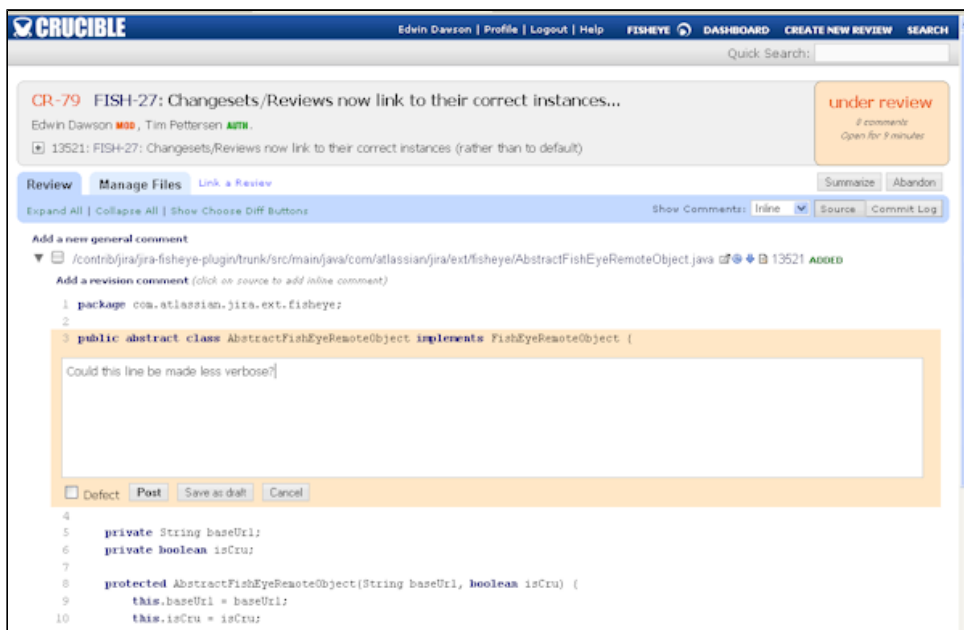 CRUCIBLE
Edwin Dawson | Profile | Logout | Help FISHEYE DASHBOARD CREATE NEW REVIEW SEARCH
Quick Search:
CR-79 FISH-27: Changesets/Reviews now link to their correct instances...
under review
Edwin Dawson MOD , Tim Pettersen AUTH .
0 comments
Open for 9 minutes
13521: FISH-27: Changesets/Reviews now link to their correct instances (rather than to default)
Review Manage Files Link a Review Summarize Abandon
Expand All | Collapse All | Show Choose Diff Buttons Show Comments: Inline Source Commit Log
Add a new general comment
/contrib/jira/jira-fisheye-plugin/trunk/src/main/java/com/atlassian/jira/ext/fisheye/AbstractFishEyeRemoteObject.java 13521 ADDED
Add a revision comment (click on source to add inline comment)
1 package com.atlassian.jira.ext.fisheye;
2
3 public abstract class AbstractFishEyeRemoteObject implements FishEyeRemoteObject {
Could this line be made less verbose?
Defect Post Save as draft Cancel
4
5 private String baseUrl;
6 private boolean isCru;
7
8 protected AbstractFishEyeRemoteObject(String baseUrl, boolean isCru) {
9 this.baseUrl = baseUrl;
10 this.isCru = isCru;